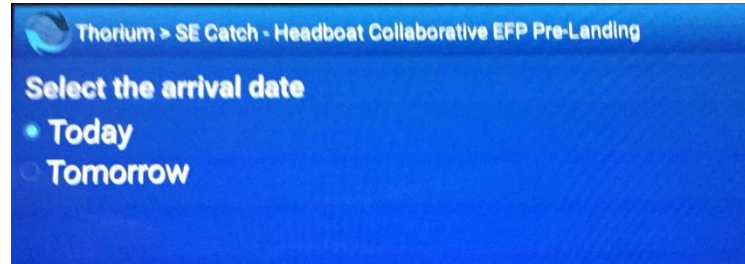 Thorium > SE Catch - Headboat Collaborative EFP Pre-Landing
Select the arrival date
Today
Tomorrow